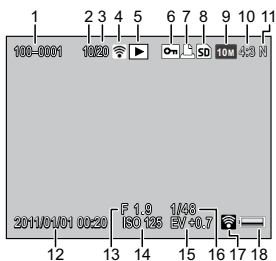 1 2 3 4 5 6 7 8 9 10 11
100-0001 10/20 SD 10M 4:3 N
F 1.9 1/48
2011/01/01 00:20 ISO 125 EV +0.7
12 13 14 15 16 17 18